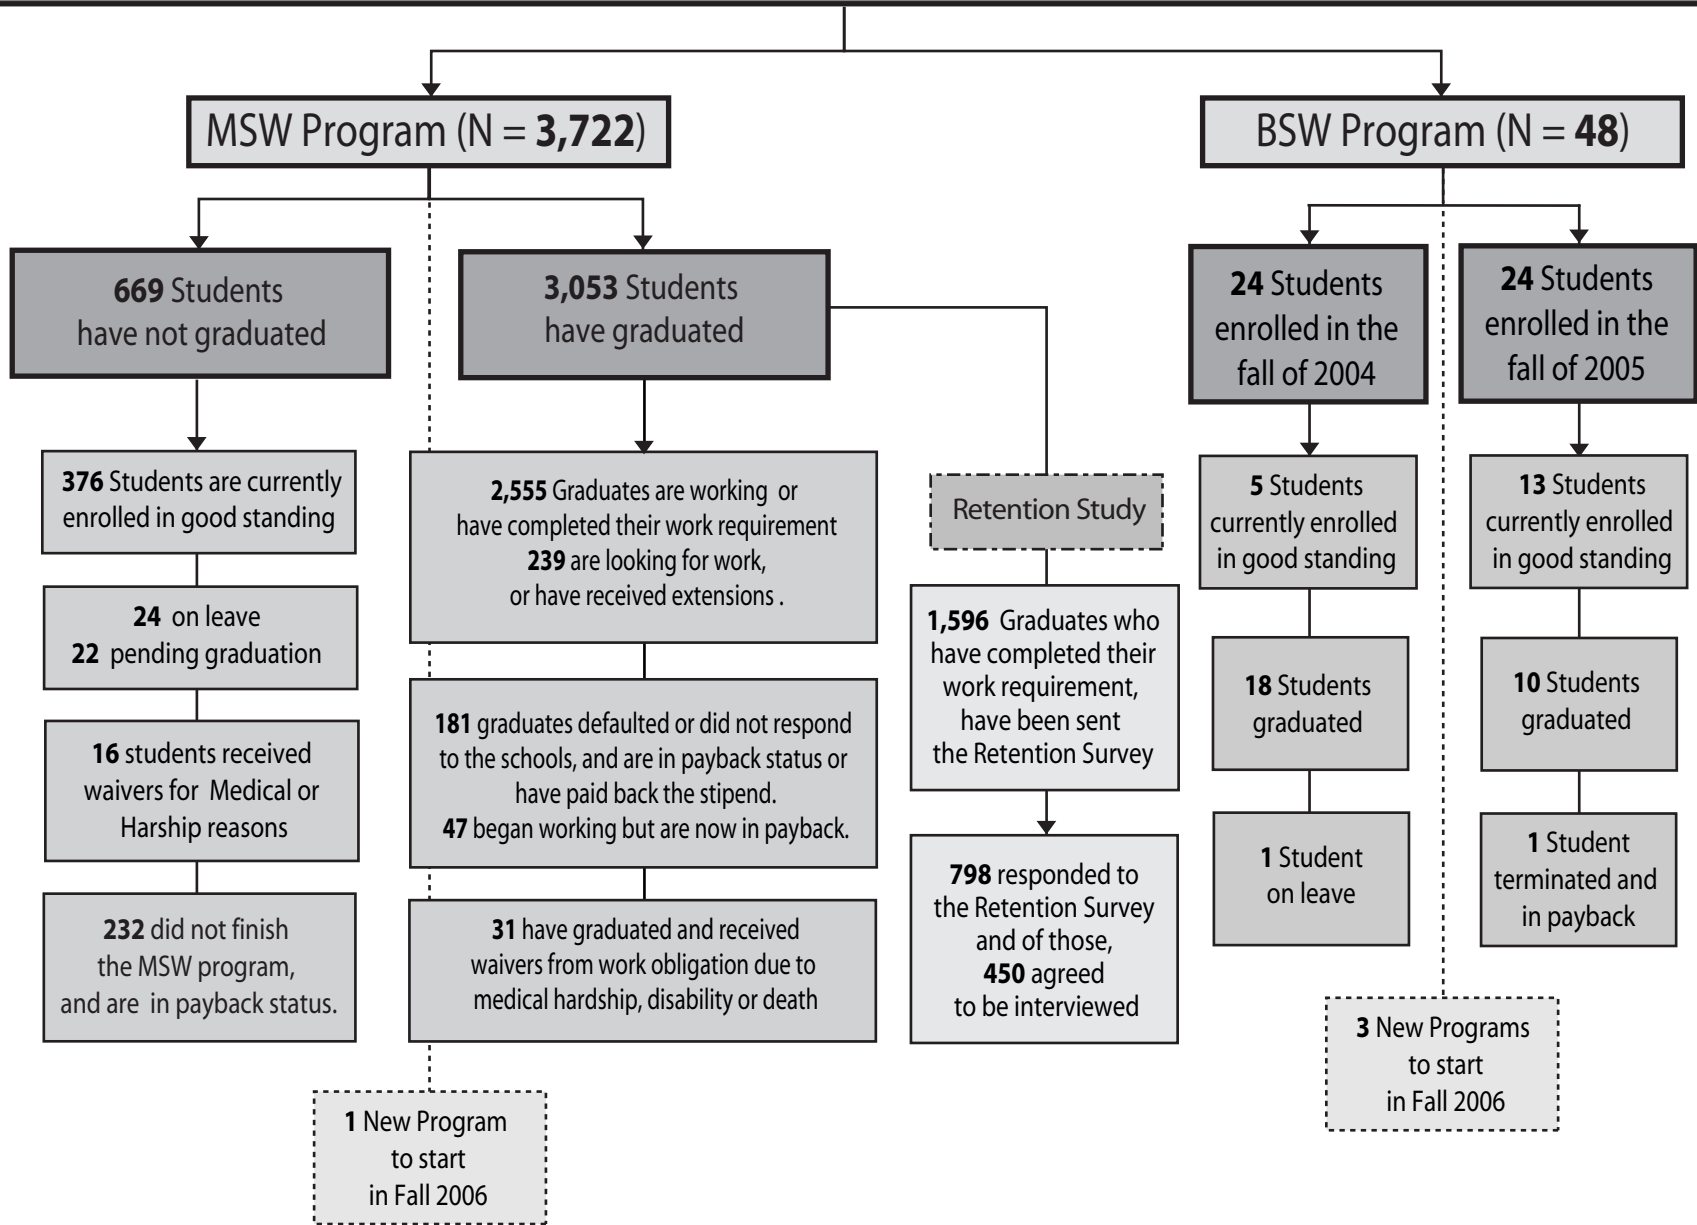 MSW Program (N = 3,722)
BSW Program (N = 48)
669 Students
have not graduated
3,053 Students
have graduated
24 Students
enrolled in the
fall of 2004
24 Students
enrolled in the
fall of 2005
376 Students are currently
enrolled in good standing
24 on leave
22 pending graduation
16 students received
waivers for Medical or
Harship reasons
232 did not finish
the MSW program,
and are in payback status.
2,555 Graduates are working or
have completed their work requirement
239 are looking for work,
or have received extensions .
181 graduates defaulted or did not respond
to the schools, and are in payback status or
have paid back the stipend.
47 began working but are now in payback.
31 have graduated and received
waivers from work obligation due to
medical hardship, disability or death
1 New Program
to start
in Fall 2006
Retention Study
1,596 Graduates who
have completed their
work requirement,
have been sent
the Retention Survey
798 responded to
the Retention Survey
and of those,
450 agreed
to be interviewed
5 Students
currently enrolled
in good standing
18 Students
graduated
1 Student
on leave
13 Students
currently enrolled
in good standing
10 Students
graduated
1 Student
terminated and
in payback
3 New Programs
to start
in Fall 2006